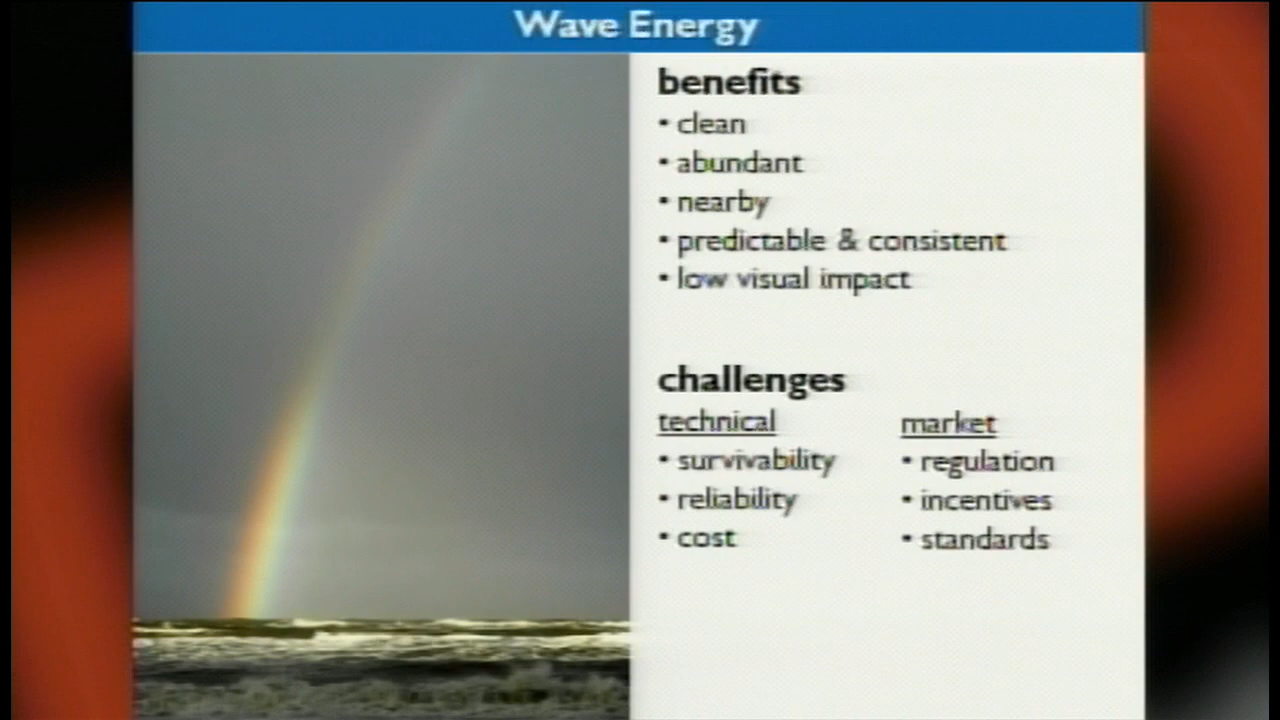 Wave Energy
benefits
• clean
• abundant
• nearby
• predictable & consistent
• low visual impact
challenges
technical
• survivability
• reliability
• cost
market
• regulation
• incentives
• standards